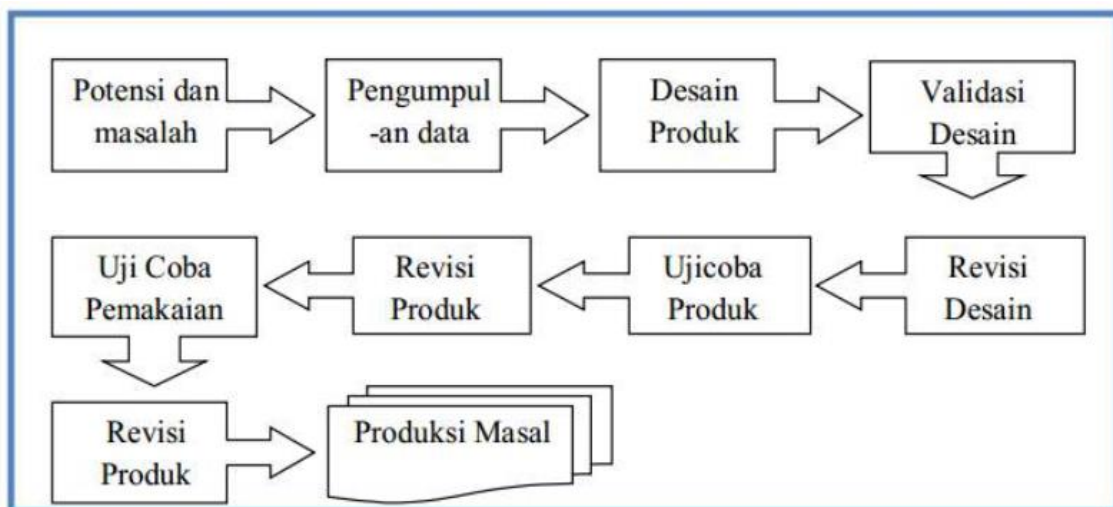 Potensi dan
masalah
Pengumpul
-an data
Desain
Produk
Validasi
Desain
Uji Coba
Pemakaian
Revisi
Produk
Ujicoba
Produk
Revisi
Desain
Revisi
Produk
Produksi Masal